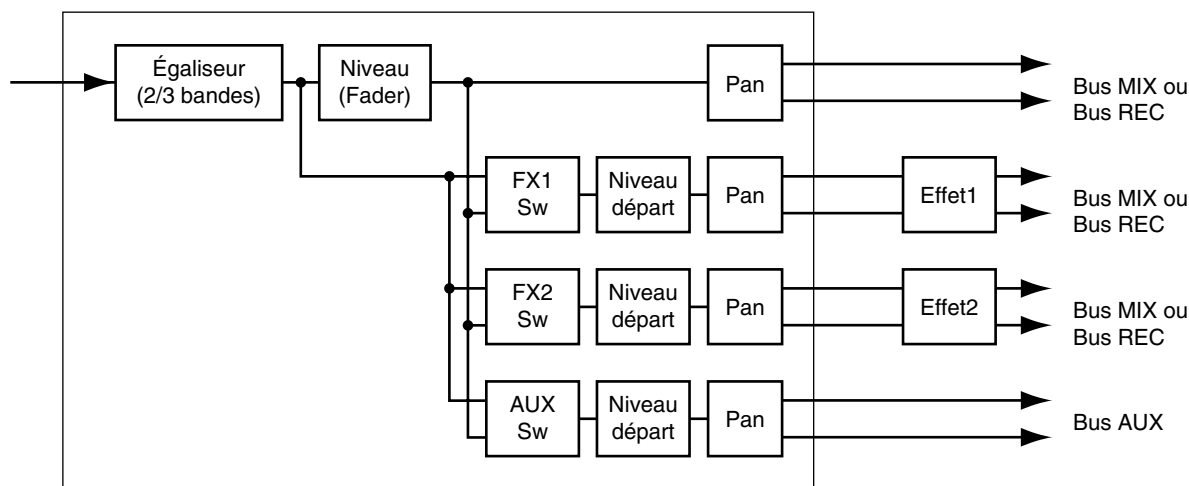 Égaliseur
(2/3 bandes)
Niveau
(Fader)
Pan
Bus MIX ou
Bus REC
FX1
Sw
Niveau
départ
Pan
Effet1
Bus MIX ou
Bus REC
FX2
Sw
Niveau
départ
Pan
Effet2
Bus MIX ou
Bus REC
AUX
Sw
Niveau
départ
Pan
Bus AUX